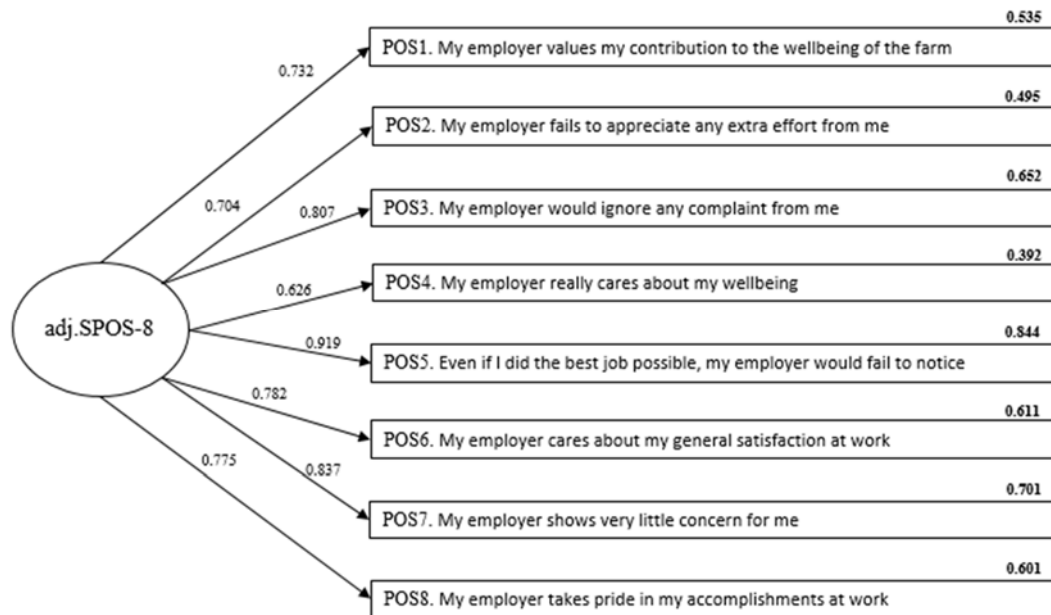 0.535
POS1. My employer values my contribution to the wellbeing of the farm
0.732
0.495
POS2. My employer fails to appreciate any extra effort from me
0.704
0.652
POS3. My employer would ignore any complaint from me
0.807
0.392
POS4. My employer really cares about my wellbeing
0.626
adj.SPOS-8
0.844
POS5. Even if I did the best job possible, my employer would fail to notice
0.919
0.611
POS6. My employer cares about my general satisfaction at work
0.782
0.701
POS7. My employer shows very little concern for me
0.837
0.601
POS8. My employer takes pride in my accomplishments at work
0.775